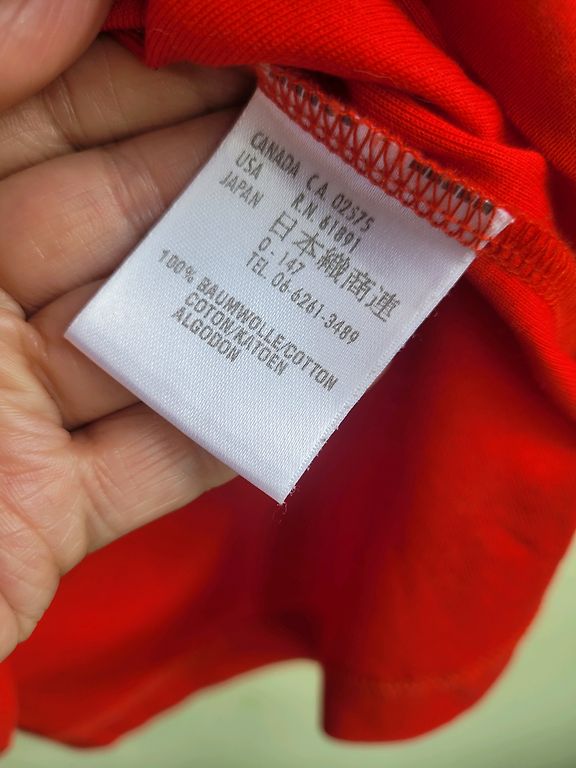 CANADA C.A. 02375
USA R.N. 61891
JAPAN 日本織商連
0-147
TEL 06-6261-3489
100% BAUMWOLLE/COTTON
COTON/KATOEN
ALGODON